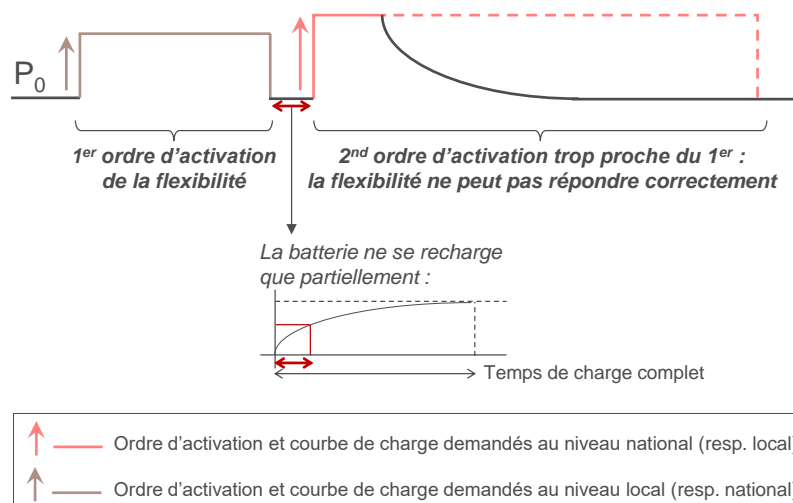 P0
1er ordre d'activation
de la flexibilité
2nd ordre d'activation trop proche du 1er :
la flexibilité ne peut pas répondre correctement
La batterie ne se recharge
que partiellement :
Temps de charge complet
Ordre d'activation et courbe de charge demandés au niveau national (resp. local)
Ordre d'activation et courbe de charge demandés au niveau local (resp. national)